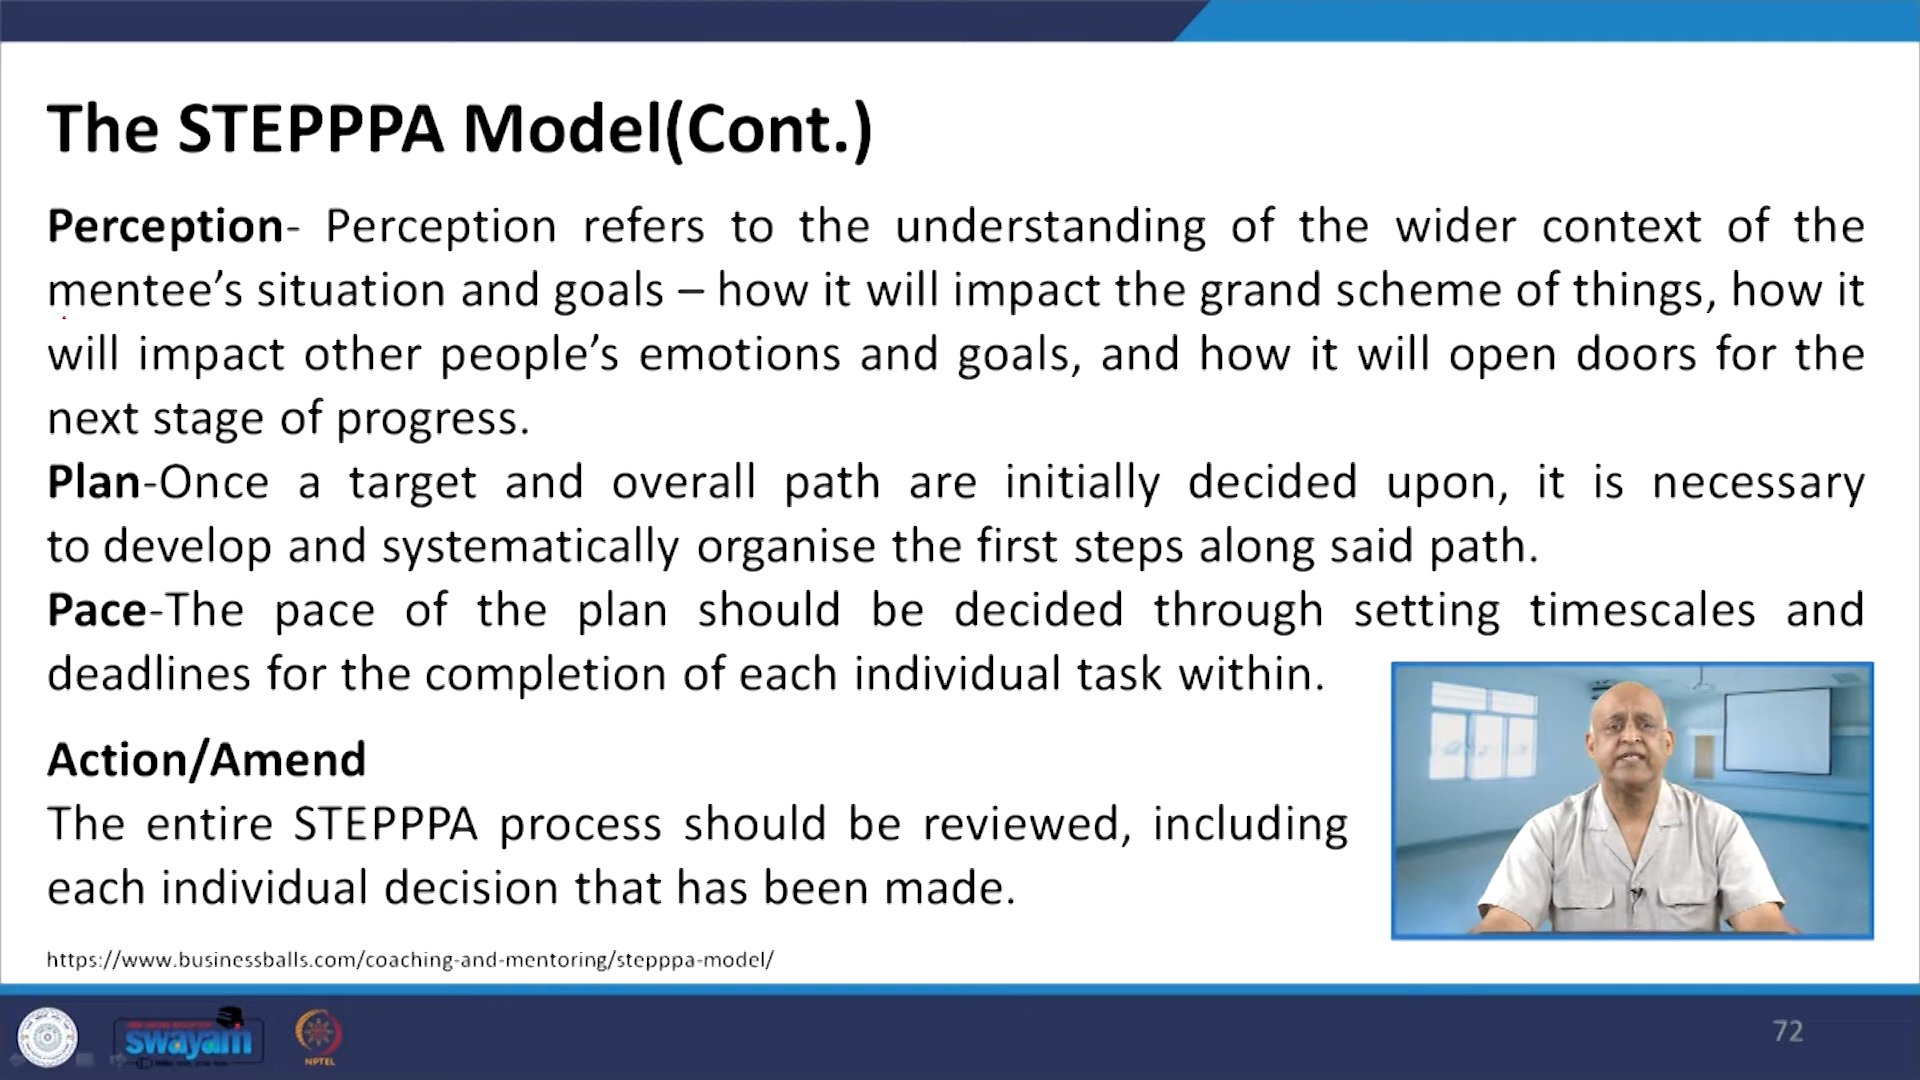 The STEPPPA Model(Cont.)
Perception- Perception refers to the understanding of the wider context of the
mentee’s situation and goals – how it will impact the grand scheme of things, how it
will impact other people’s emotions and goals, and how it will open doors for the
next stage of progress.
Plan-Once a target and overall path are initially decided upon, it is necessary
to develop and systematically organise the first steps along said path.
Pace-The pace of the plan should be decided through setting timescales and
deadlines for the completion of each individual task within.
Action/Amend
The entire STEPPPA process should be reviewed, including
each individual decision that has been made.
https://www.businessballs.com/coaching-and-mentoring/stepppa-model/
swayam
NPTEL
72